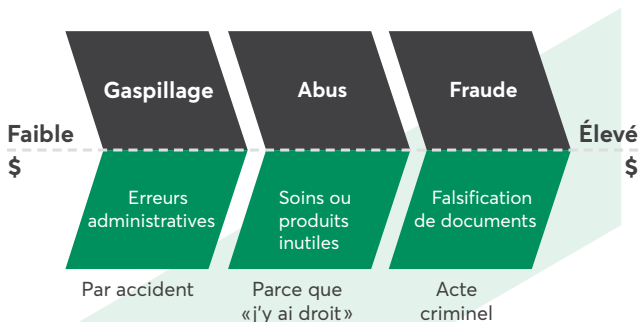 Gaspillage
Abus
Fraude
Faible
Élevé
$
$
Erreurs
administratives
Soins ou
produits
inutiles
Falsification
de documents
Par accident
Parce que
«j'y ai droit»
Acte
criminel